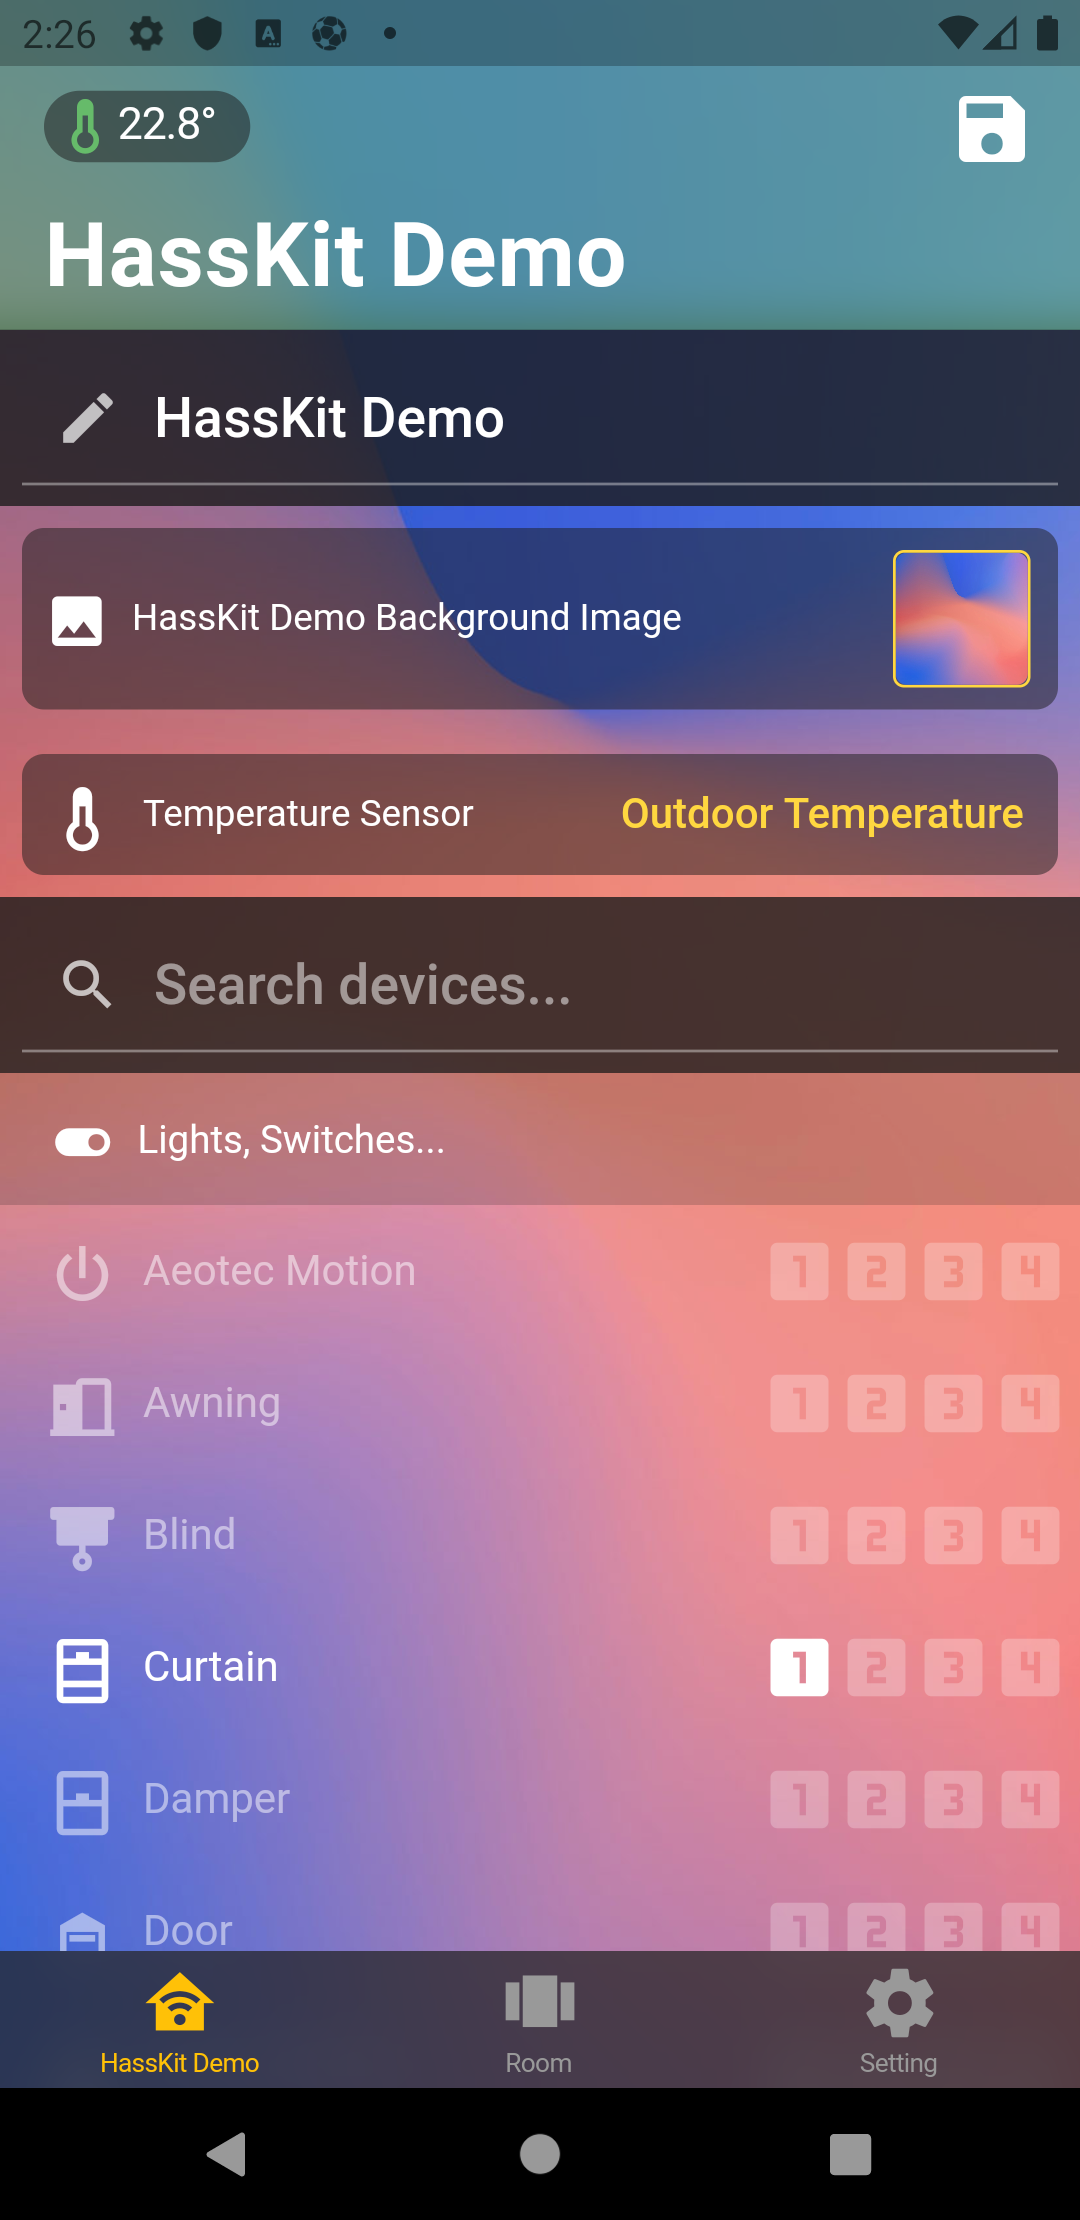 2:26
22.8°
HassKit Demo
HassKit Demo
HassKit Demo Background Image
Temperature Sensor Outdoor Temperature
Search devices...
Lights, Switches...
Aeotec Motion 1 2 3 4
Awning 1 2 3 4
Blind 1 2 3 4
Curtain 1 2 3 4
Damper 1 2 3 4
Door 1 2 3 4
HassKit Demo Room Setting